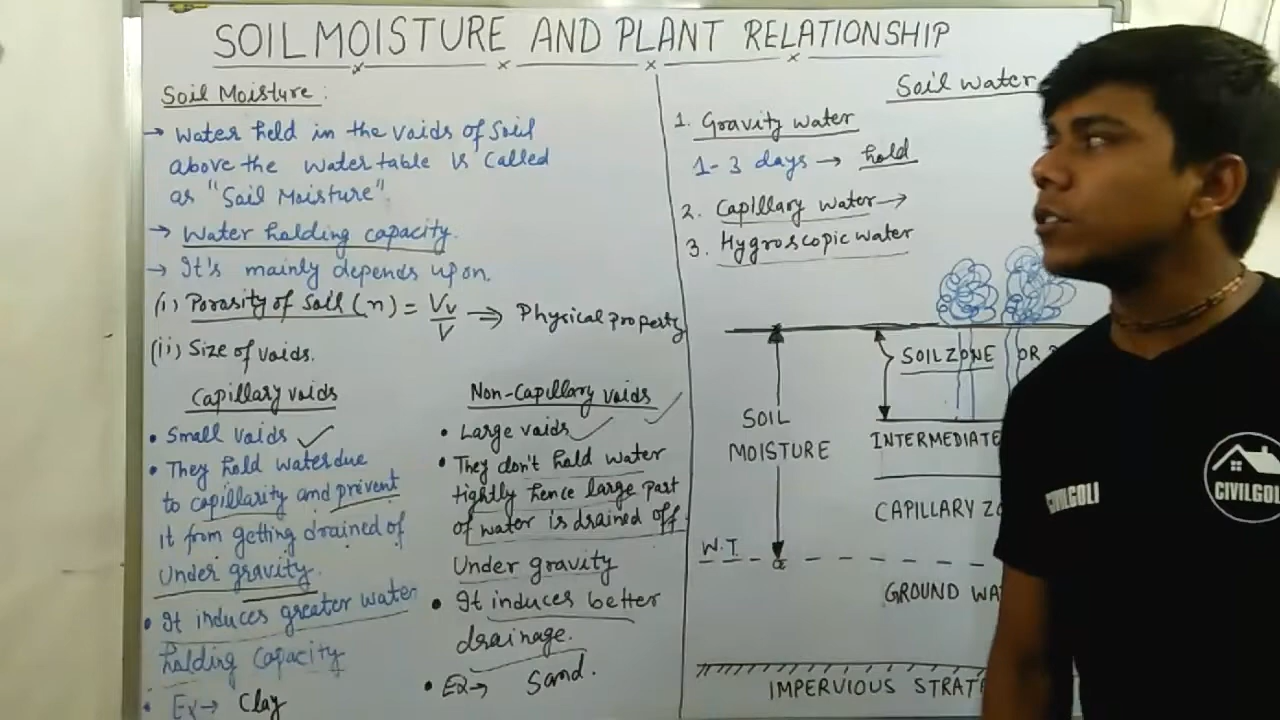 SOIL MOISTURE AND PLANT RELATIONSHIP
Soil Moisture:
→ Water held in the voids of soil
above the water table is called
as "Soil Moisture".
→ Water holding capacity.
→ It's mainly depends upon.
(i) Porosity of soil (n) = Vv/V ⇒ Physical property
(ii) Size of voids.
Capillary voids
• Small voids ✓
• They hold water due
to capillarity and prevent
it from getting drained of
Under gravity.
• It induces greater water
holding capacity
• Ex → Clay
Non-Capillary voids
• Large voids ✓
• They don't hold water
tightly hence large part
of water is drained off
Under gravity
• It induces better
drainage.
• Ex → Sand.
Soil water
1. Gravity water
1-3 days → hold
2. Capillary water →
3. Hygroscopic water
SOIL ZONE OR
SOIL
MOISTURE
INTERMEDIATE
CAPILLARY
W.T
GROUND
IMPERVIOUS
CIVILGOLI
CIVILGOLI